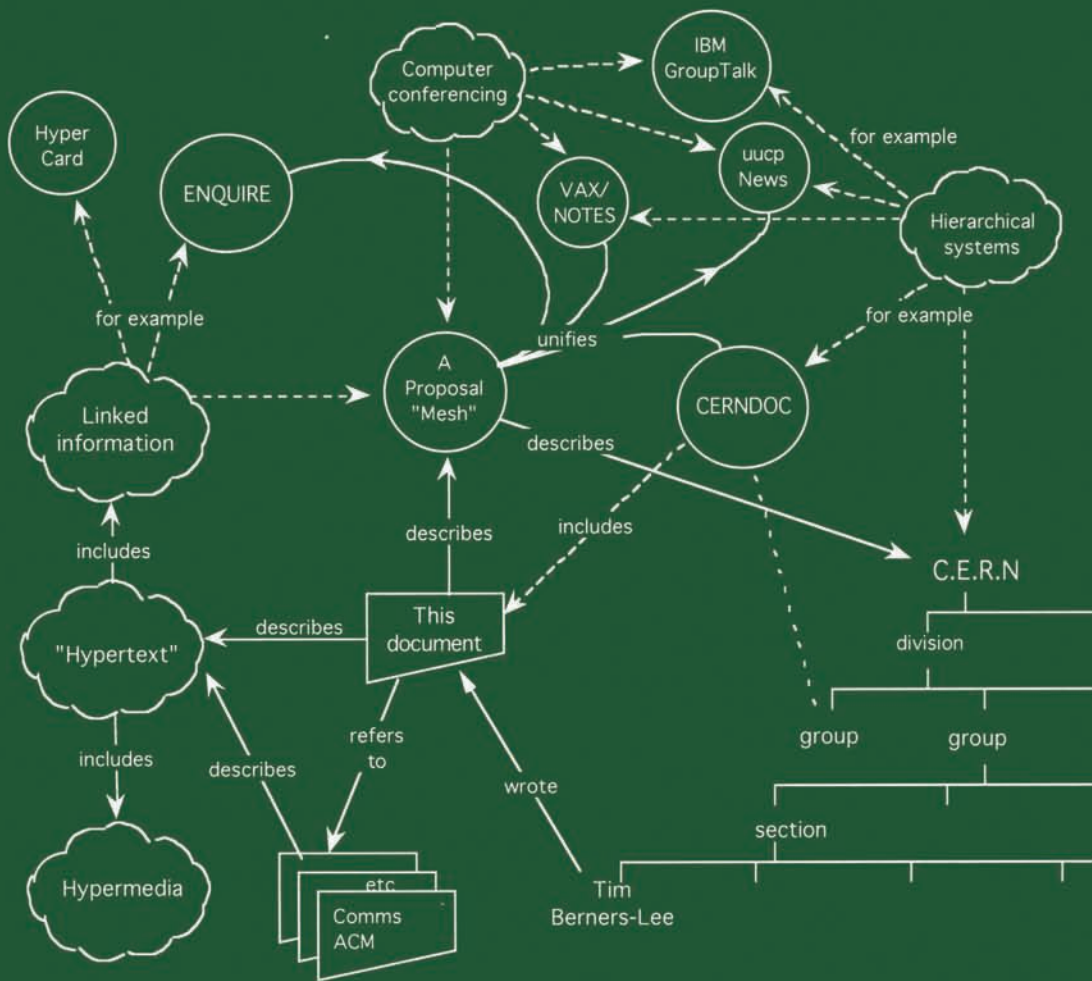 IBM
GroupTalk
Computer
conferencing
Hyper
Card
for example
uucp
News
ENQUIRE
VAX/
NOTES
Hierarchical
systems
for example
for example
unifies
A
Proposal
"Mesh"
CERNDOC
Linked
information
describes
describes
includes
includes
C.E.R.N
This
document
describes
division
"Hypertext"
refers
to
group
group
includes
describes
wrote
section
Hypermedia
etc
Comms
ACM
Tim
Berners-Lee